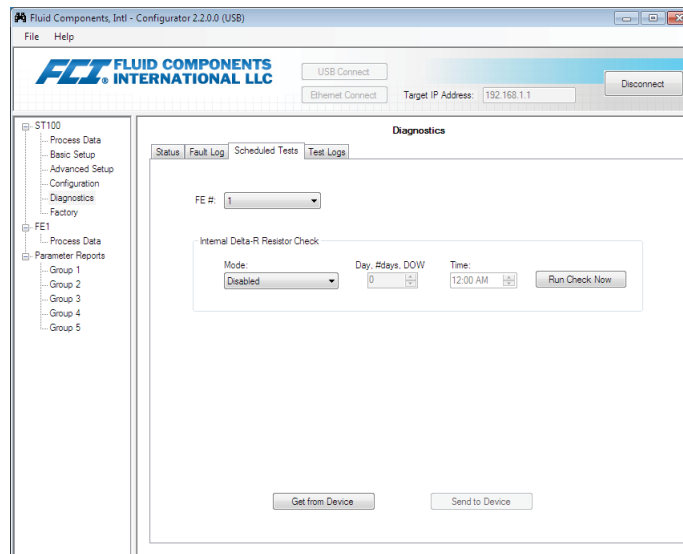 Fluid Components, Intl - Configurator 2.2.0.0 (USB)
File Help
FCI® FLUID COMPONENTS
INTERNATIONAL LLC
USB Connect
Ethernet Connect
Target IP Address: 192.168.1.1
Disconnect
ST100
Process Data
Basic Setup
Advanced Setup
Configuration
Diagnostics
Factory
FE1
Process Data
Parameter Reports
Group 1
Group 2
Group 3
Group 4
Group 5
Diagnostics
Status Fault Log Scheduled Tests Test Logs
FE #: 1
Internal Delta-R Resistor Check
Mode: Day, #days, DOW Time:
Disabled 0 12:00 AM Run Check Now
Get from Device Send to Device